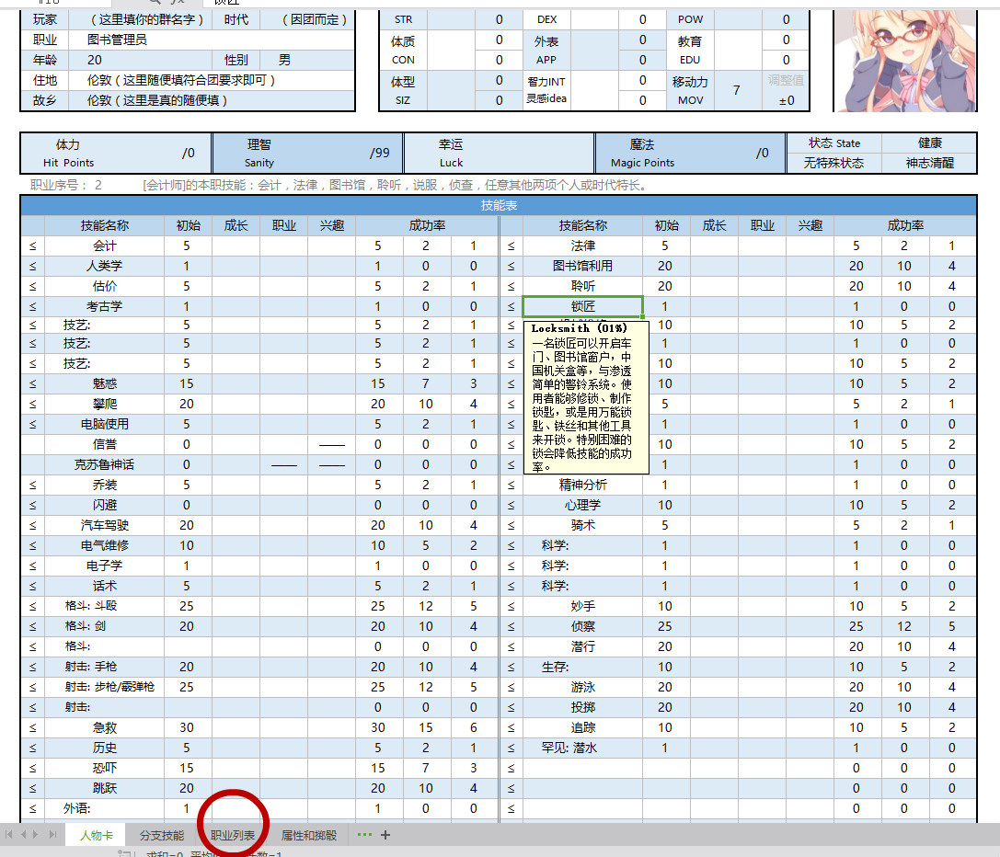 玩家 （这里填你的群名字） 时代 （因团而定） STR 0 DEX 0 POW 0
职业 图书管理员 体质 0 外表 0 教育 0
年龄 20 性别 男 CON 0 APP 0 EDU 0
住地 伦敦（这里随便填符合团要求即可） 体型 0 智力INT 0 移动力 7 调整值
故乡 伦敦（这里是真的随便填） SIZ 0 灵感idea 0 MOV ±0
体力 /0 理智 /99 幸运 魔法 /0 状态 State 健康
Hit Points Sanity Luck Magic Points 无特殊状态 神志清醒
职业序号： 2 [会计师]的本职技能：会计，法律，图书馆，聆听，说服，侦查，任意其他两项个人或时代特长。
技能表
技能名称 初始 成长 职业 兴趣 成功率 技能名称 初始 成长 职业 兴趣 成功率
≤ 会计 5 5 2 1 ≤ 法律 5 5 2 1
≤ 人类学 1 1 0 0 ≤ 图书馆利用 20 20 10 4
≤ 估价 5 5 2 1 ≤ 聆听 20 20 10 4
≤ 考古学 1 1 0 0 ≤ 锁匠 1 1 0 0
≤ 技艺: 5 5 2 1 ≤ 10 10 5 2
≤ 技艺: 5 5 2 1 ≤ 1 1 0 0
≤ 技艺: 5 5 2 1 ≤ 10 10 5 2
≤ 魅惑 15 15 7 3 ≤ 10 10 5 2
≤ 攀爬 20 20 10 4 ≤ 5 5 2 1
≤ 电脑使用 5 5 2 1 ≤ 1 1 0 0
信誉 0 —— 0 0 0 ≤ 10 10 5 2
克苏鲁神话 0 —— —— 0 0 0 ≤ 1 1 0 0
Locksmith (01%)
一名锁匠可以开启车
门、图书馆窗户，中
国机关盒等，与渗透
简单的警铃系统。使
用者能够修锁、制作
锁匙，或是用万能锁
匙、铁丝和其他工具
来开锁。特别困难的
锁会降低技能的成功
率。
≤ 乔装 5 5 2 1 ≤ 精神分析 1 1 0 0
≤ 闪避 0 0 0 0 ≤ 心理学 10 10 5 2
≤ 汽车驾驶 20 20 10 4 ≤ 骑术 5 5 2 1
≤ 电气维修 10 10 5 2 ≤ 科学: 1 1 0 0
≤ 电子学 1 1 0 0 ≤ 科学: 1 1 0 0
≤ 话术 5 5 2 1 ≤ 科学: 1 1 0 0
≤ 格斗: 斗殴 25 25 12 5 ≤ 妙手 10 10 5 2
≤ 格斗: 剑 20 20 10 4 ≤ 侦察 25 25 12 5
≤ 格斗: 0 0 0 ≤ 潜行 20 20 10 4
≤ 射击: 手枪 20 20 10 4 ≤ 生存: 10 10 5 2
≤ 射击: 步枪/霰弹枪 25 25 12 5 ≤ 游泳 20 20 10 4
≤ 射击: 0 0 0 ≤ 投掷 20 20 10 4
≤ 急救 30 30 15 6 ≤ 追踪 10 10 5 2
≤ 历史 5 5 2 1 ≤ 罕见: 潜水 1 1 0 0
≤ 恐吓 15 15 7 3 ≤ 0 0 0
≤ 跳跃 20 20 10 4 ≤ 0 0 0
≤ 外语: 1 1 0 0 ≤ 0 0 0
人物卡 分支技能 职业列表 属性和掷骰 ··· +